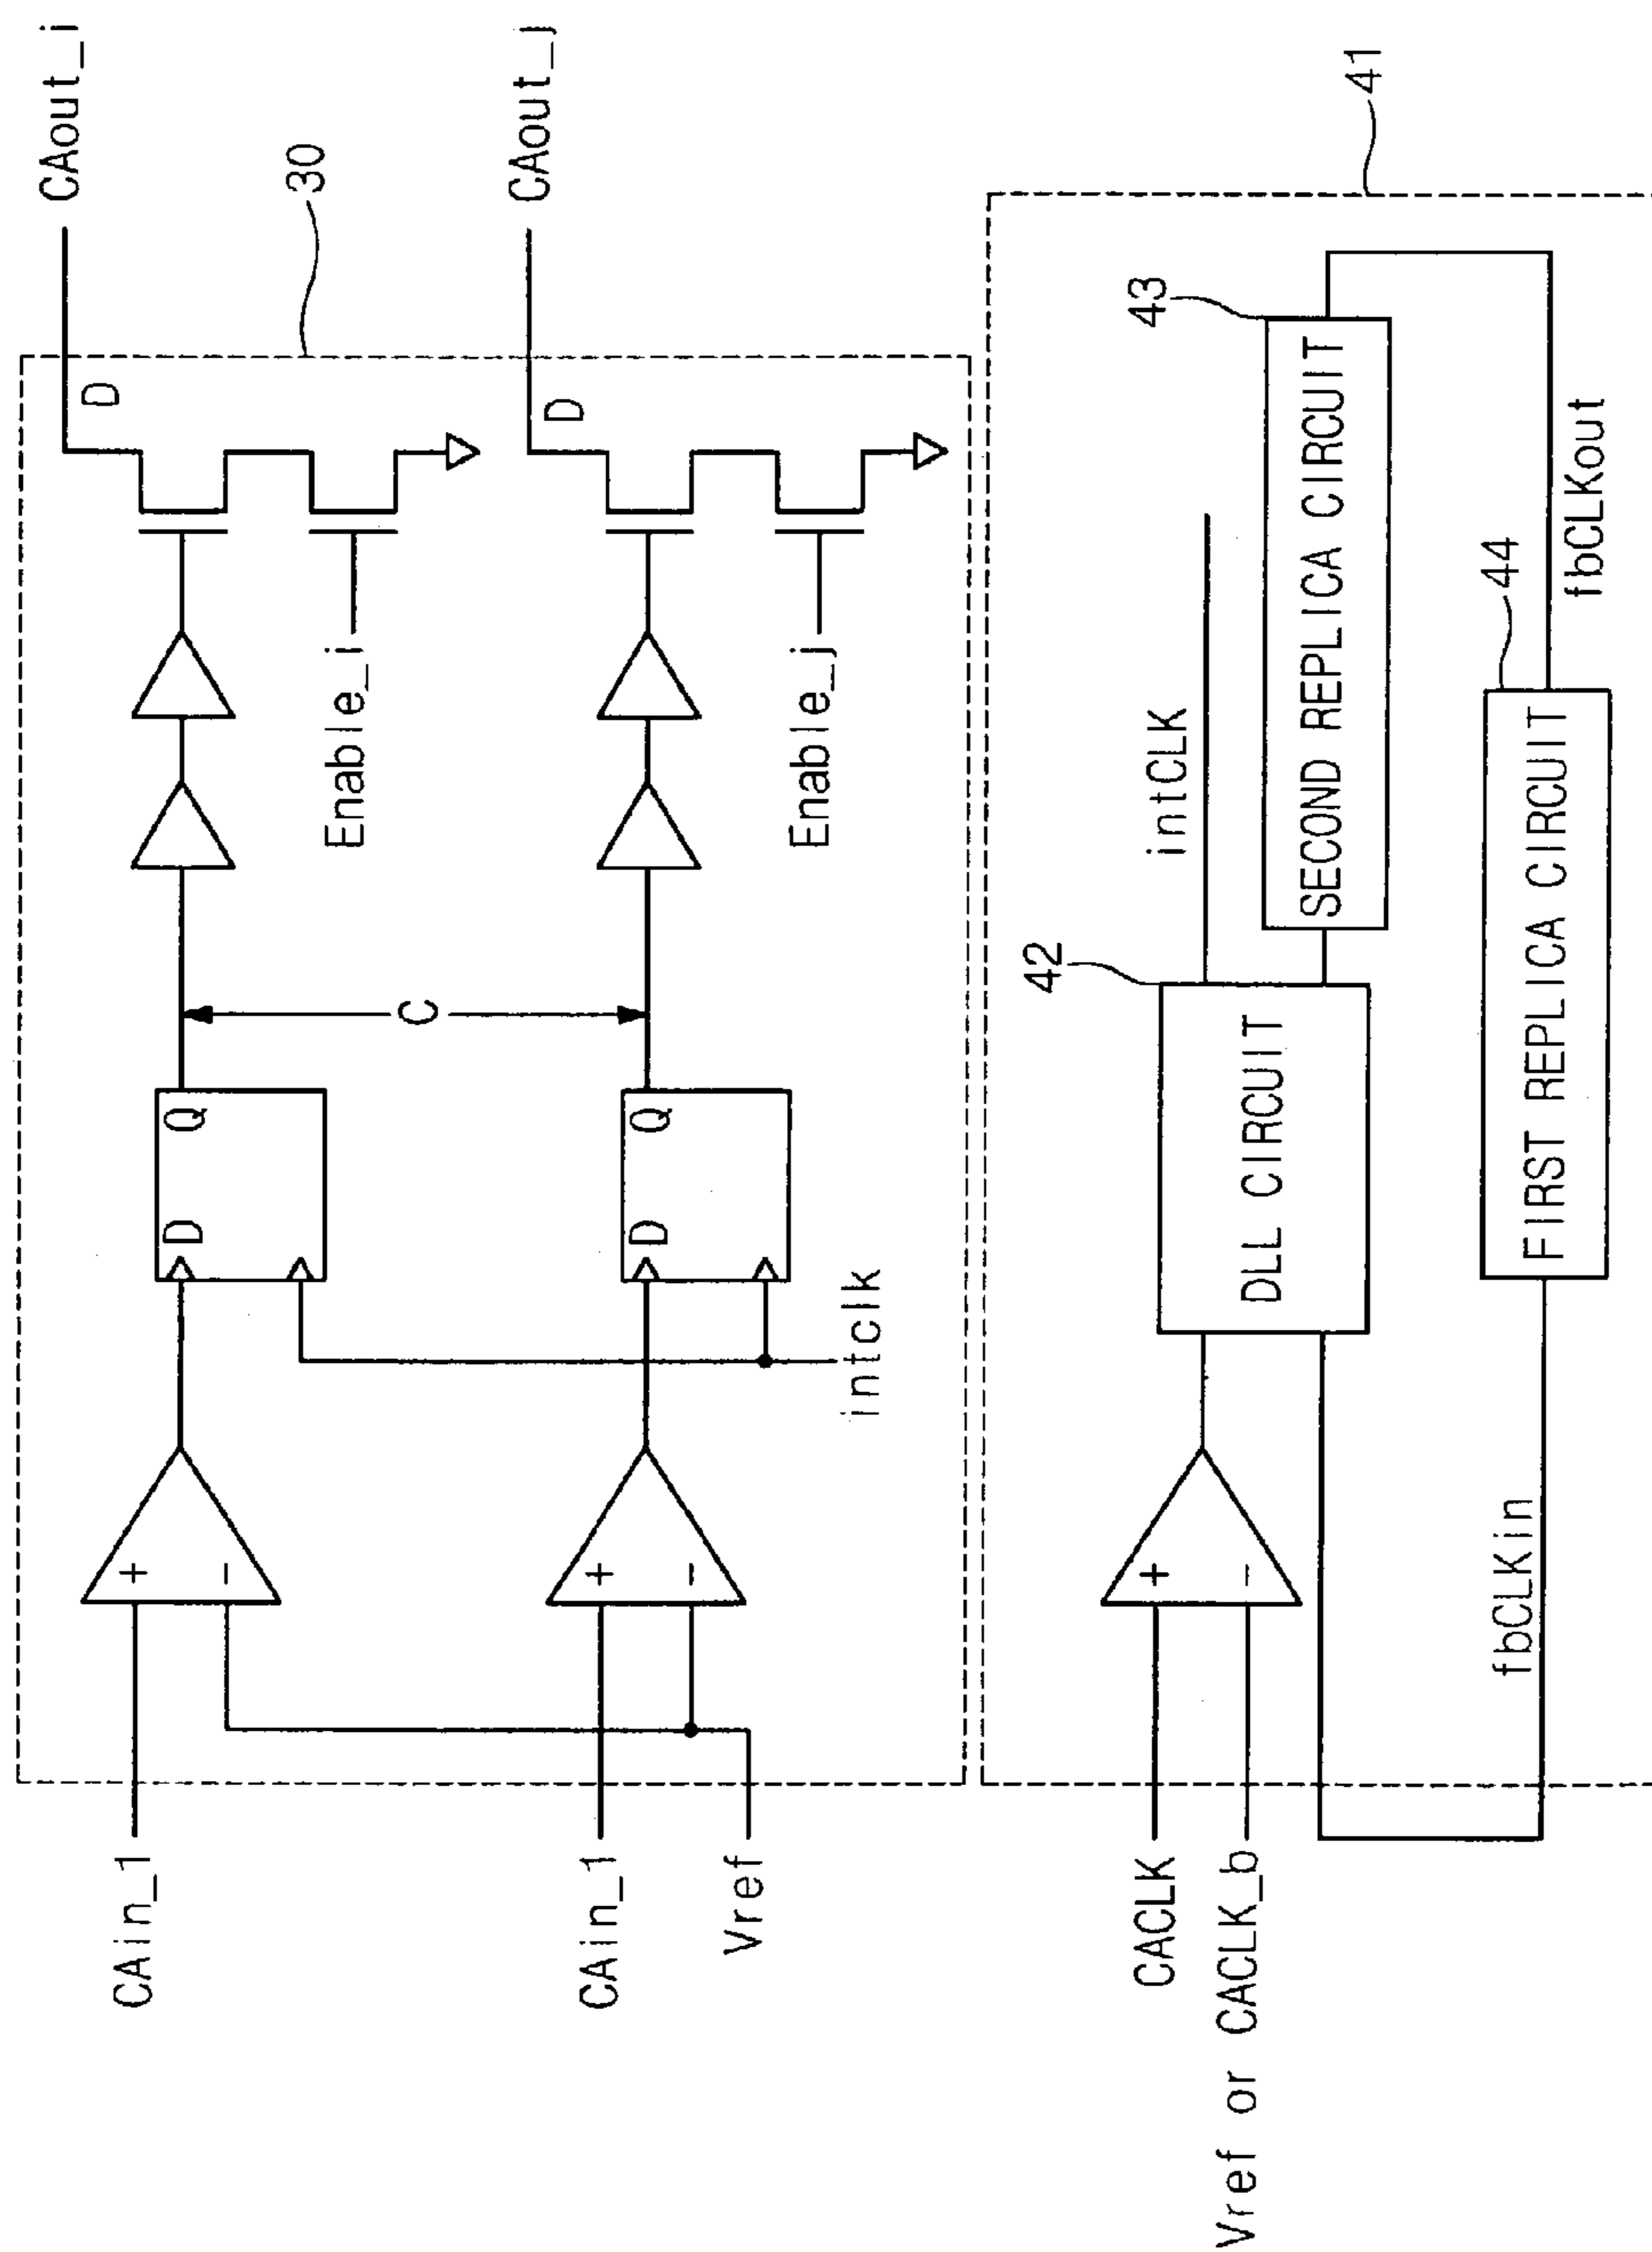 CAout_i
CAout_j
30
D
D
Enable_i
Enable_j
C
D Q
D Q
intclk
+
-
+
-
CAin_1
CAin_1
Vref
41
43
SECOND REPLICA CIRCUIT
intCLK
42
DLL CIRCUIT
44
FIRST REPLICA CIRCUIT
fbCLKout
fbCLKin
+
-
CACLK
Vref or CACLK_b